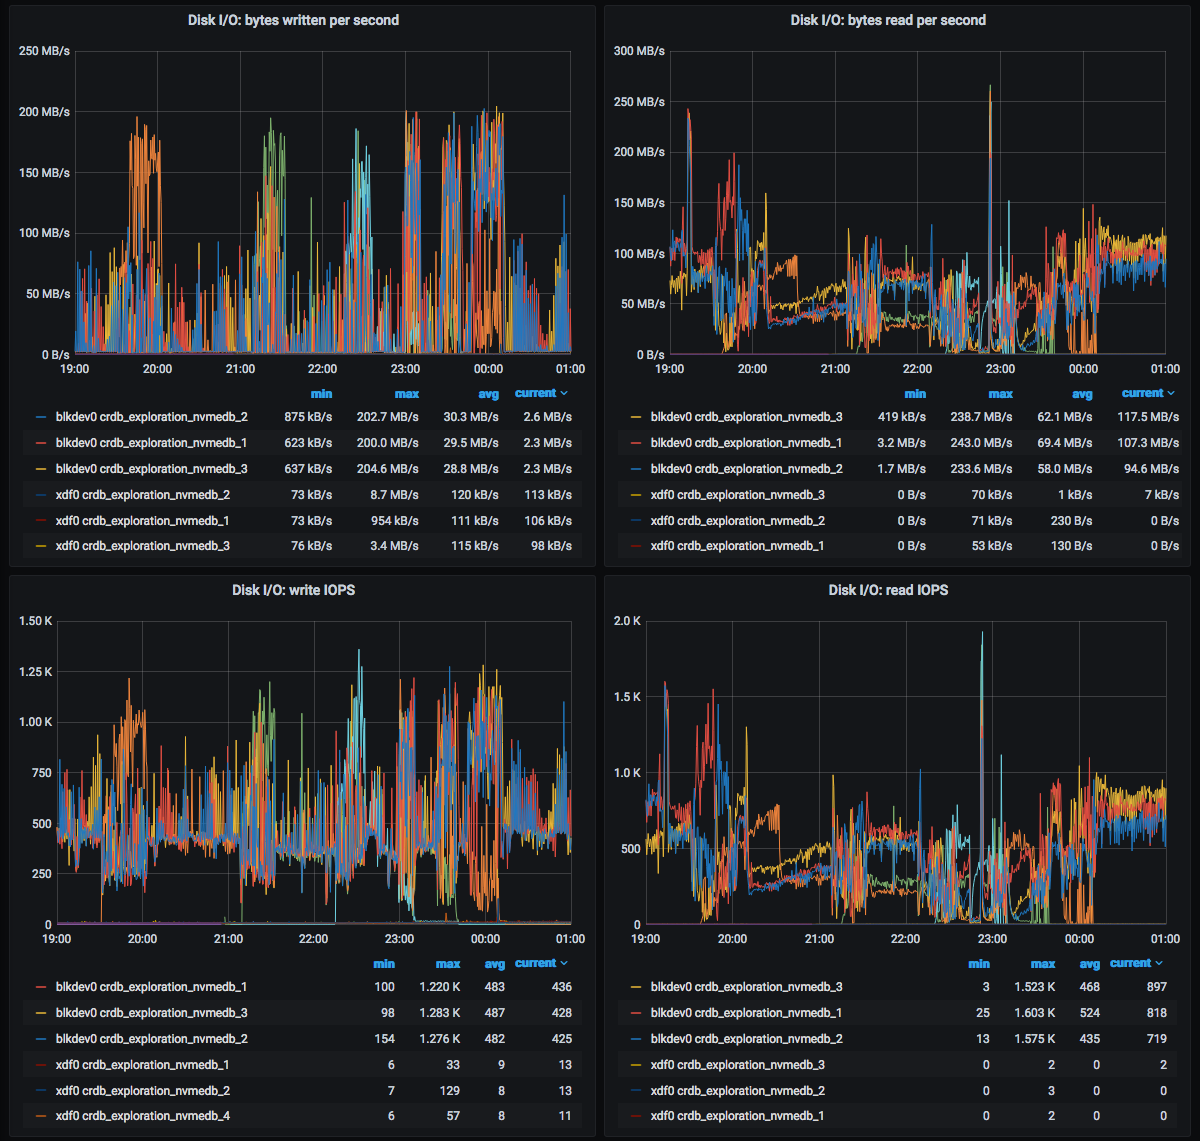 Disk I/O: bytes written per second
250 MB/s
200 MB/s
150 MB/s
100 MB/s
50 MB/s
0 B/s
19:00 20:00 21:00 22:00 23:00 00:00 01:00
min max avg current
blkdev0 crdb_exploration_nvmedb_2 875 kB/s 202.7 MB/s 30.3 MB/s 2.6 MB/s
blkdev0 crdb_exploration_nvmedb_1 623 kB/s 200.0 MB/s 29.5 MB/s 2.3 MB/s
blkdev0 crdb_exploration_nvmedb_3 637 kB/s 204.6 MB/s 28.8 MB/s 2.3 MB/s
xdf0 crdb_exploration_nvmedb_2 73 kB/s 8.7 MB/s 120 kB/s 113 kB/s
xdf0 crdb_exploration_nvmedb_1 73 kB/s 954 kB/s 111 kB/s 106 kB/s
xdf0 crdb_exploration_nvmedb_3 76 kB/s 3.4 MB/s 115 kB/s 98 kB/s
Disk I/O: bytes read per second
300 MB/s
250 MB/s
200 MB/s
150 MB/s
100 MB/s
50 MB/s
0 B/s
19:00 20:00 21:00 22:00 23:00 00:00 01:00
min max avg current
blkdev0 crdb_exploration_nvmedb_3 419 kB/s 238.7 MB/s 62.1 MB/s 117.5 MB/s
blkdev0 crdb_exploration_nvmedb_1 3.2 MB/s 243.0 MB/s 69.4 MB/s 107.3 MB/s
blkdev0 crdb_exploration_nvmedb_2 1.7 MB/s 233.6 MB/s 58.0 MB/s 94.6 MB/s
xdf0 crdb_exploration_nvmedb_3 0 B/s 70 kB/s 1 kB/s 7 kB/s
xdf0 crdb_exploration_nvmedb_2 0 B/s 71 kB/s 230 B/s 0 B/s
xdf0 crdb_exploration_nvmedb_1 0 B/s 53 kB/s 130 B/s 0 B/s
Disk I/O: write IOPS
1.50 K
1.25 K
1.00 K
750
500
250
0
19:00 20:00 21:00 22:00 23:00 00:00 01:00
min max avg current
blkdev0 crdb_exploration_nvmedb_1 100 1.220 K 483 436
blkdev0 crdb_exploration_nvmedb_3 98 1.283 K 487 428
blkdev0 crdb_exploration_nvmedb_2 154 1.276 K 482 425
xdf0 crdb_exploration_nvmedb_1 6 33 9 13
xdf0 crdb_exploration_nvmedb_2 7 129 8 13
xdf0 crdb_exploration_nvmedb_4 6 57 8 11
Disk I/O: read IOPS
2.0 K
1.5 K
1.0 K
500
0
19:00 20:00 21:00 22:00 23:00 00:00 01:00
min max avg current
blkdev0 crdb_exploration_nvmedb_3 3 1.523 K 468 897
blkdev0 crdb_exploration_nvmedb_1 25 1.603 K 524 818
blkdev0 crdb_exploration_nvmedb_2 13 1.575 K 435 719
xdf0 crdb_exploration_nvmedb_3 0 2 0 2
xdf0 crdb_exploration_nvmedb_2 0 3 0 0
xdf0 crdb_exploration_nvmedb_1 0 2 0 0